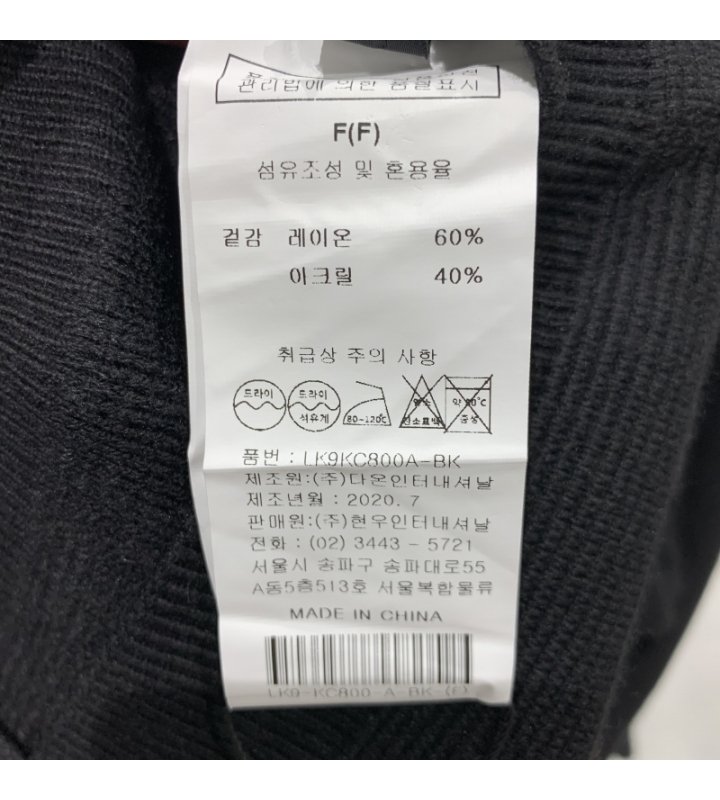 관리법에 의한 품질표시
F(F)
섬유조성 및 혼용율
겉감 레이온 60%
아크릴 40%
취급상 주의 사항
드라이 드라이 석유계 80~120℃ 염소 산소표백 약 30℃ 중성
품번 : LK9KC800A-BK
제조원:(주)다온인터내셔날
제조년월 : 2020.7
판매원:(주)현우인터내셔날
전화 : (02) 3443 - 5721
서울시 송파구 송파대로55
A동5층513호 서울복합물류
MADE IN CHINA
LK9-KC800-A-BK-(F)